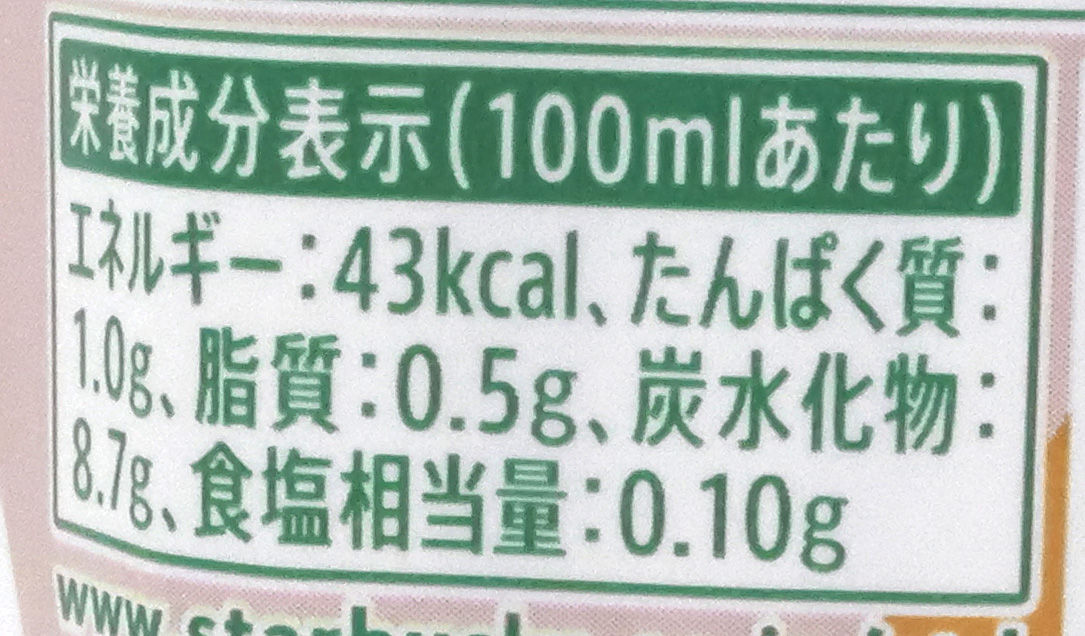 栄養成分表示(100mlあたり)
エネルギー:43kcal、たんぱく質:
1.0g、脂質:0.5g、炭水化物:
8.7g、食塩相当量:0.10g
www.